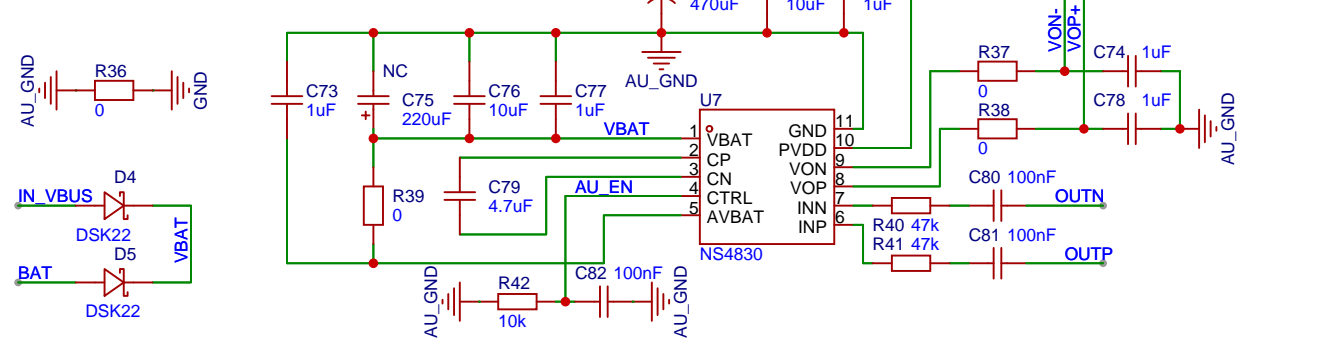 470uF
10uF
1uF
VON-
VOP+
AU_GND
R36
0
GND
C73
1uF
NC
+
C75
220uF
C76
10uF
C77
1uF
AU_GND
R37
0
C74
1uF
R38
0
C78
1uF
AU_GND
VBAT
U7
1
2
3
4
5
VBAT
CP
CN
CTRL
AVBAT
GND
PVDD
VON
VOP
INN
INP
11
10
9
8
7
6
NS4830
IN_VBUS
D4
DSK22
VBAT
BAT
D5
DSK22
R39
0
C79
4.7uF
AU_EN
C80 100nF
OUTN
R40 47k
R41 47k
C81 100nF
OUTP
AU_GND
R42
10k
C82 100nF
AU_GND